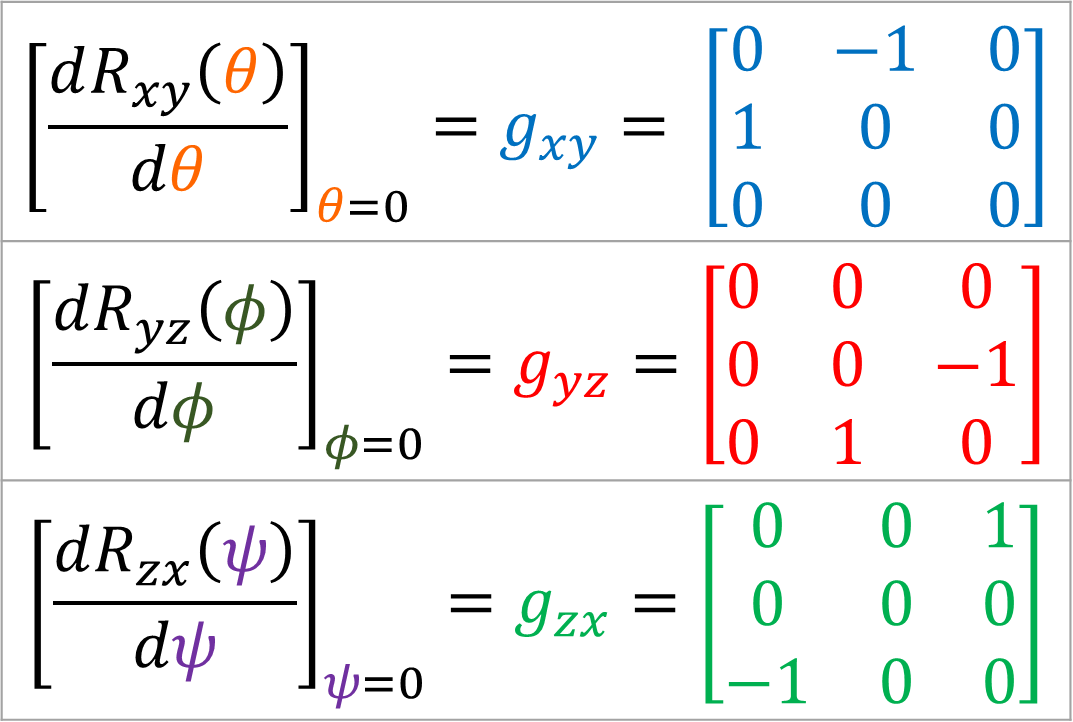 [dR_xy(θ)/dθ]_θ=0 = g_xy = [0 −1 0; 1 0 0; 0 0 0]
[dR_yz(ϕ)/dϕ]_ϕ=0 = g_yz = [0 0 0; 0 0 −1; 0 1 0]
[dR_zx(ψ)/dψ]_ψ=0 = g_zx = [0 0 1; 0 0 0; −1 0 0]